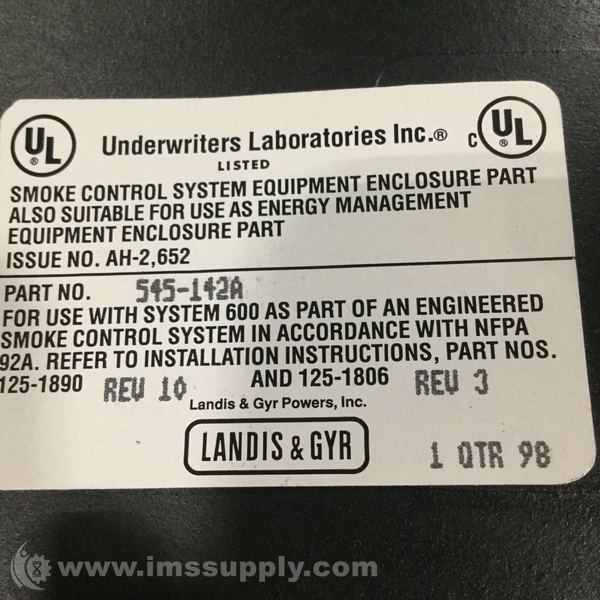 UL ® Underwriters Laboratories Inc.® c UL ®
LISTED
SMOKE CONTROL SYSTEM EQUIPMENT ENCLOSURE PART
ALSO SUITABLE FOR USE AS ENERGY MANAGEMENT
EQUIPMENT ENCLOSURE PART
ISSUE NO. AH-2,652
PART NO. 545-142A
FOR USE WITH SYSTEM 600 AS PART OF AN ENGINEERED
SMOKE CONTROL SYSTEM IN ACCORDANCE WITH NFPA
92A. REFER TO INSTALLATION INSTRUCTIONS, PART NOS.
125-1890 REV 10 AND 125-1806 REV 3
Landis & Gyr Powers, Inc.
LANDIS & GYR
1 QTR 98
www.imssupply.com